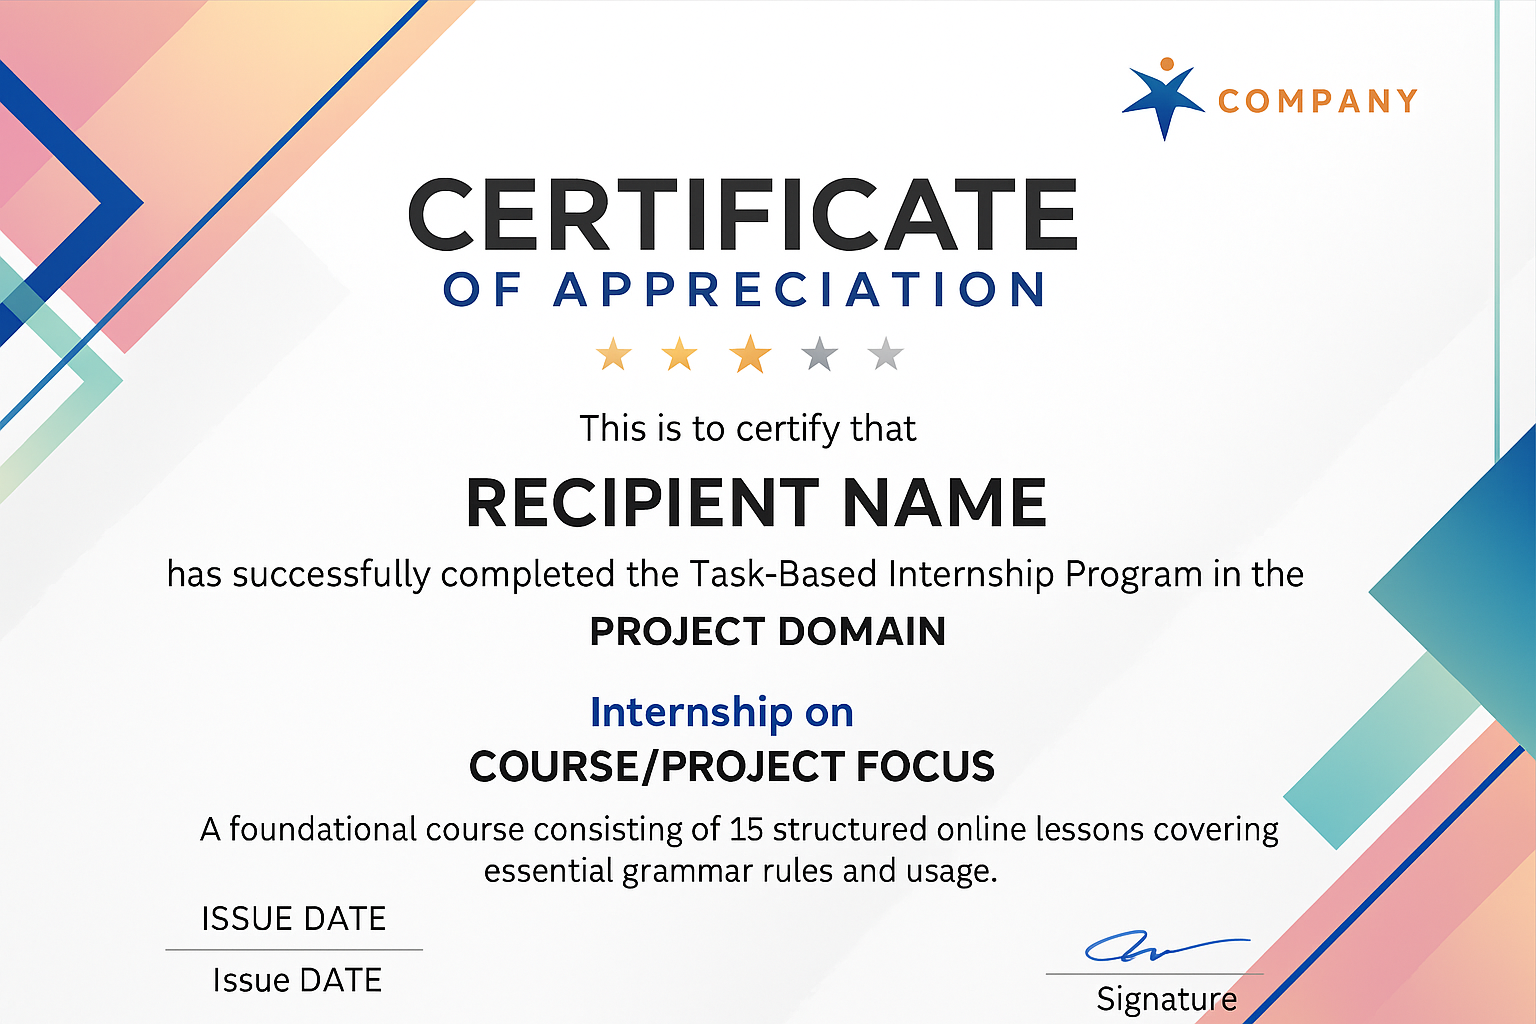 COMPANY
CERTIFICATE
OF APPRECIATION
This is to certify that
RECIPIENT NAME
has successfully completed the Task-Based Internship Program in the
PROJECT DOMAIN
Internship on
COURSE/PROJECT FOCUS
A foundational course consisting of 15 structured online lessons covering
essential grammar rules and usage.
ISSUE DATE
Issue DATE
Signature